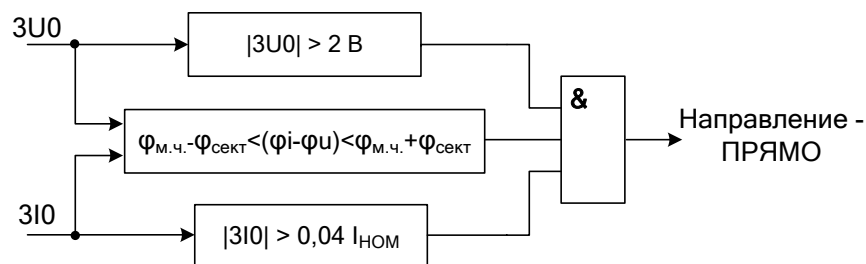 3U0
|3U0| > 2 В
&
φм.ч.-φсект<(φi-φu)<φм.ч.+φсект
Направление -
ПРЯМО
3I0
|3I0| > 0,04 IНОМ